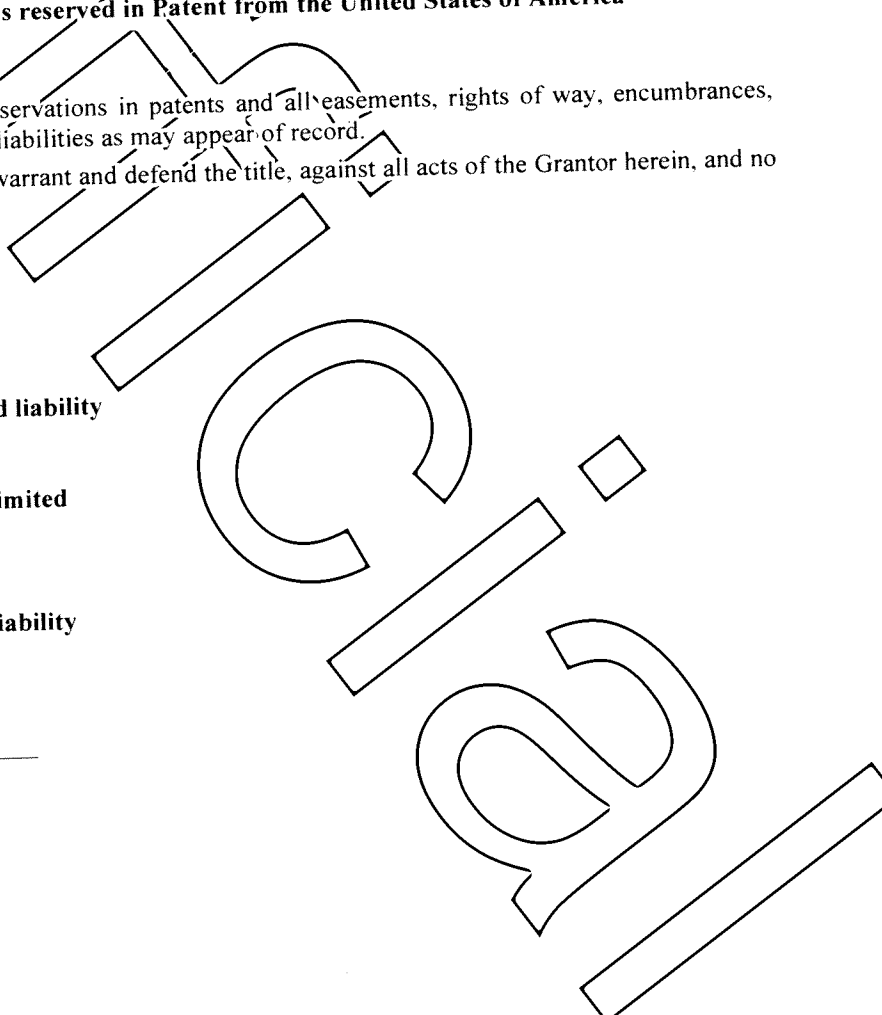 s reserved in Patent from the United States of America
servations in patents and all easements, rights of way, encumbrances,
iabilities as may appear of record.
warrant and defend the title, against all acts of the Grantor herein, and no
d liability
imited
iability
ficial